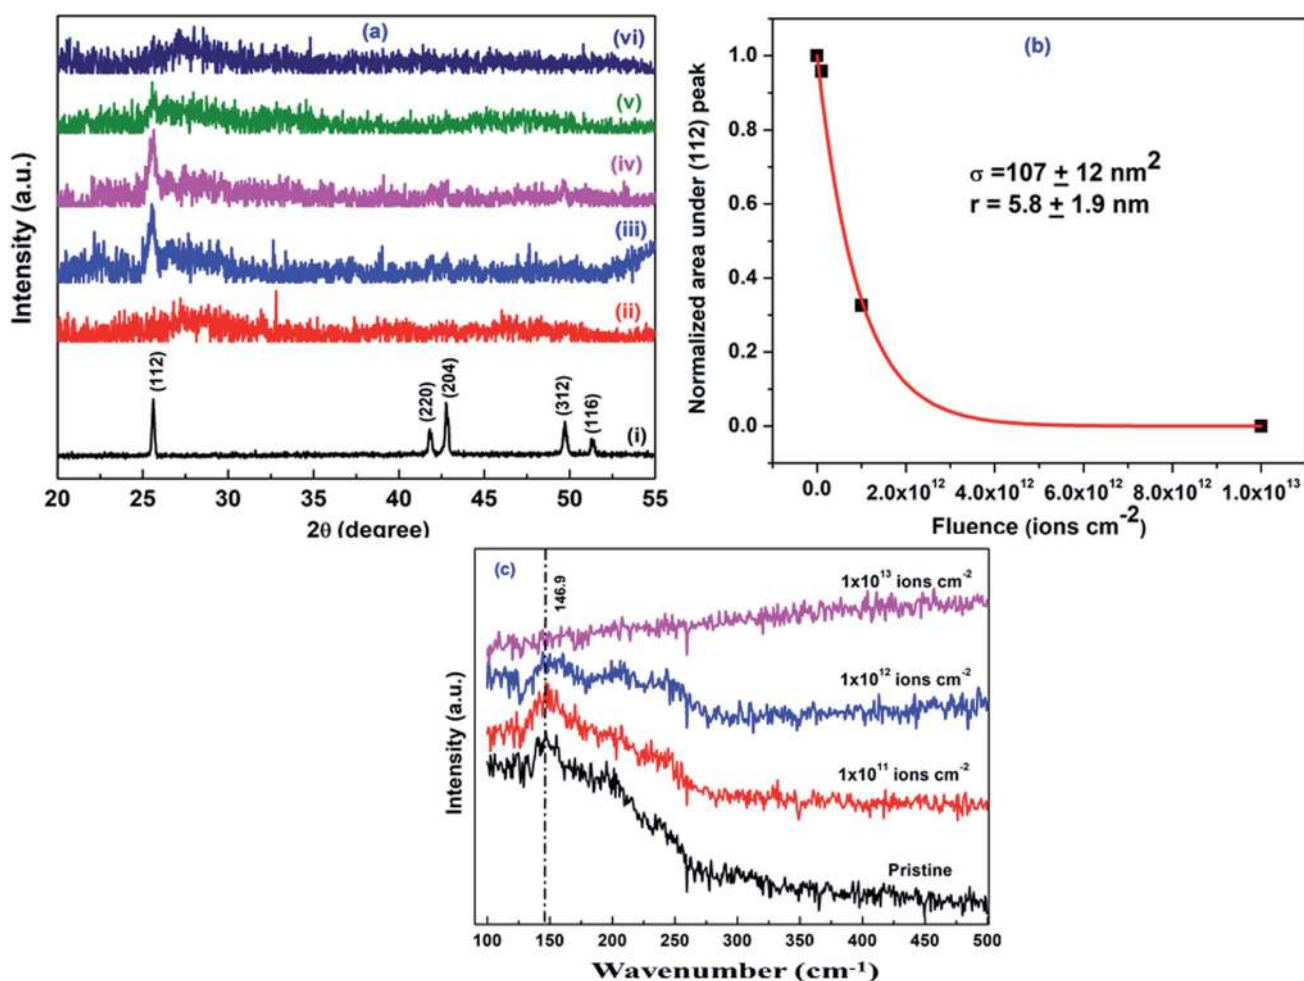 (a)
(vi)
(v)
(iv)
(iii)
(ii)
(i)
(112)
(220)
(204)
(312)
(116)
Intensity (a.u.)
20 25 30 35 40 45 50 55
2θ (degree)
(b)
Normalized area under (112) peak
1.0
0.8
0.6
0.4
0.2
0.0
σ =107 ± 12 nm²
r = 5.8 ± 1.9 nm
0.0 2.0x10¹² 4.0x10¹² 6.0x10¹² 8.0x10¹² 1.0x10¹³
Fluence (ions cm⁻²)
(c)
146.9
1x10¹³ ions cm⁻²
1x10¹² ions cm⁻²
1x10¹¹ ions cm⁻²
Pristine
Intensity (a.u.)
100 150 200 250 300 350 400 450 500
Wavenumber (cm⁻¹)